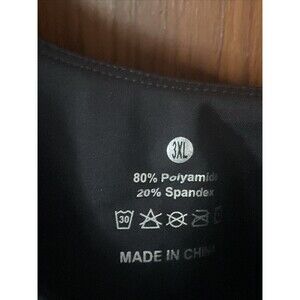 3XL
80% Polyamide
20% Spandex
30
MADE IN CHINA